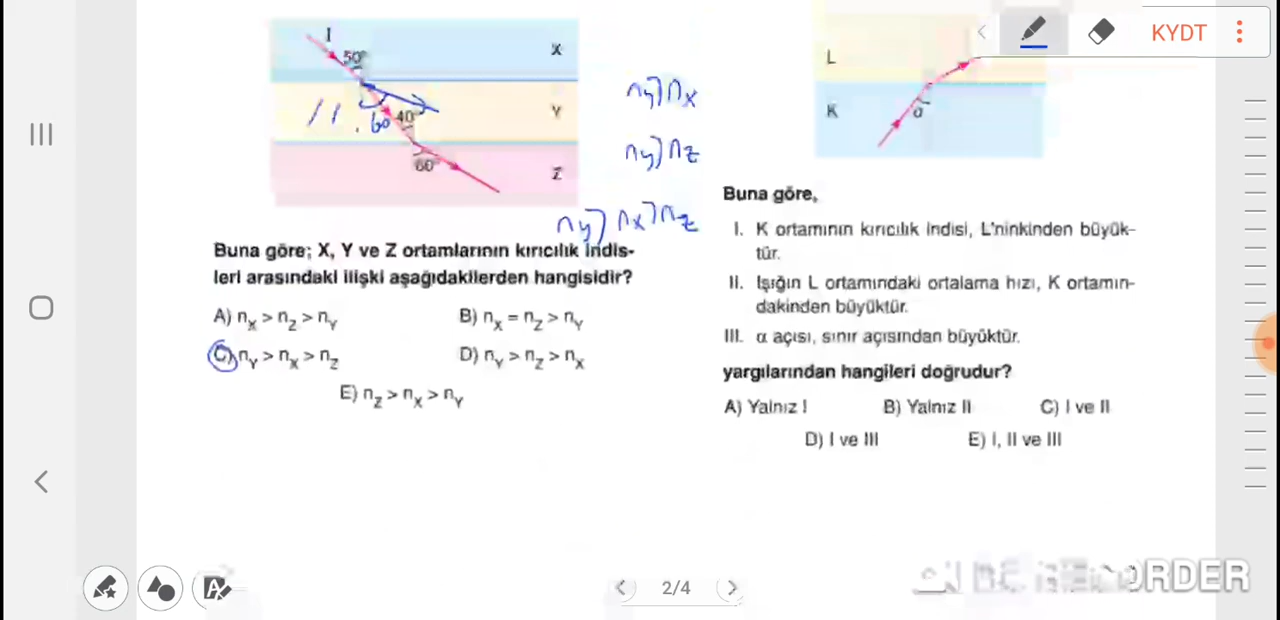 KYDT
I
50°
X
Y
40°
60
60°
Z
ny>nx
ny>nz
ny>nx>nz
L
K
α
Buna göre; X, Y ve Z ortamlarının kırıcılık indis-
leri arasındaki ilişki aşağıdakilerden hangisidir?
A) nX > nZ > nY
B) nX = nZ > nY
C) nY > nX > nZ
D) nY > nZ > nX
E) nZ > nX > nY
Buna göre,
I. K ortamının kırıcılık indisi, L'ninkinden büyük-
tür.
II. Işığın L ortamındaki ortalama hızı, K ortamın-
dakinden büyüktür.
III. α açısı, sınır açısından büyüktür.
yargılarından hangileri doğrudur?
A) Yalnız I
B) Yalnız II
C) I ve II
D) I ve III
E) I, II ve III
2/4